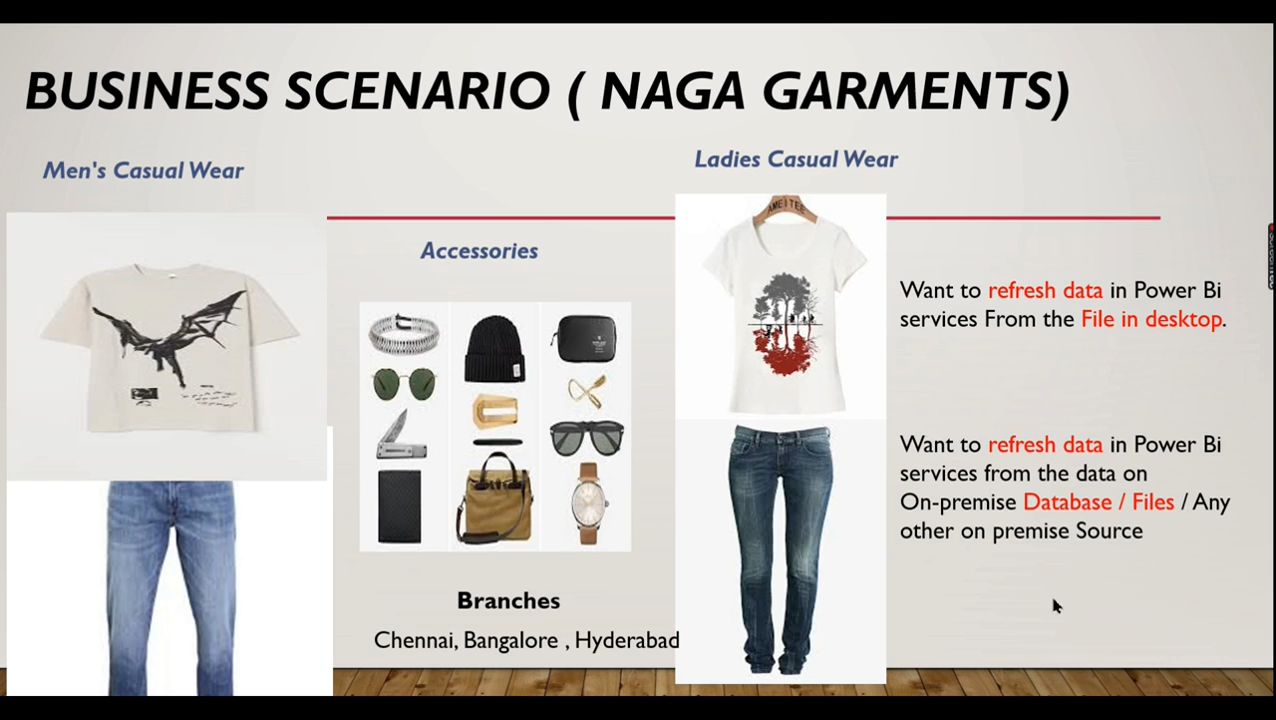 BUSINESS SCENARIO ( NAGA GARMENTS)
Men's Casual Wear
Ladies Casual Wear
AMEITEE
Accessories
Want to refresh data in Power Bi
services From the File in desktop.
Want to refresh data in Power Bi
services from the data on
On-premise Database / Files / Any
other on premise Source
Branches
Chennai, Bangalore , Hyderabad